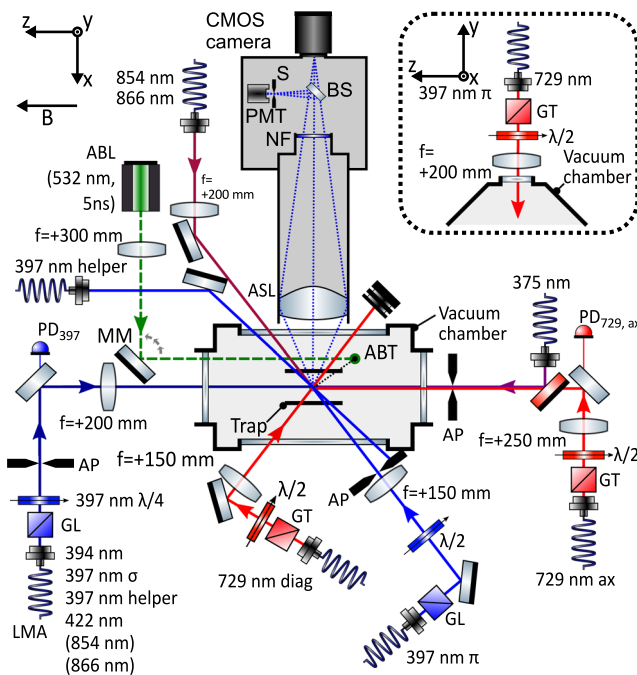 CMOS
camera
z
y
x
B
854 nm
866 nm
S
BS
PMT
NF
y
z
x
397 nm π
729 nm
GT
λ/2
f=
+200 mm
Vacuum
chamber
ABL
(532 nm,
5ns)
f=
+200 mm
f=+300 mm
397 nm helper
ASL
375 nm
PD397
MM
Vacuum
chamber
PD729, ax
ABT
f=+200 mm
Trap
AP
f=+250 mm
AP
f=+150 mm
AP
f=+150 mm
λ/2
397 nm λ/4
GL
λ/2
GT
λ/2
GT
729 nm diag
729 nm ax
394 nm
397 nm σ
397 nm helper
422 nm
(854 nm)
(866 nm)
LMA
GL
397 nm π